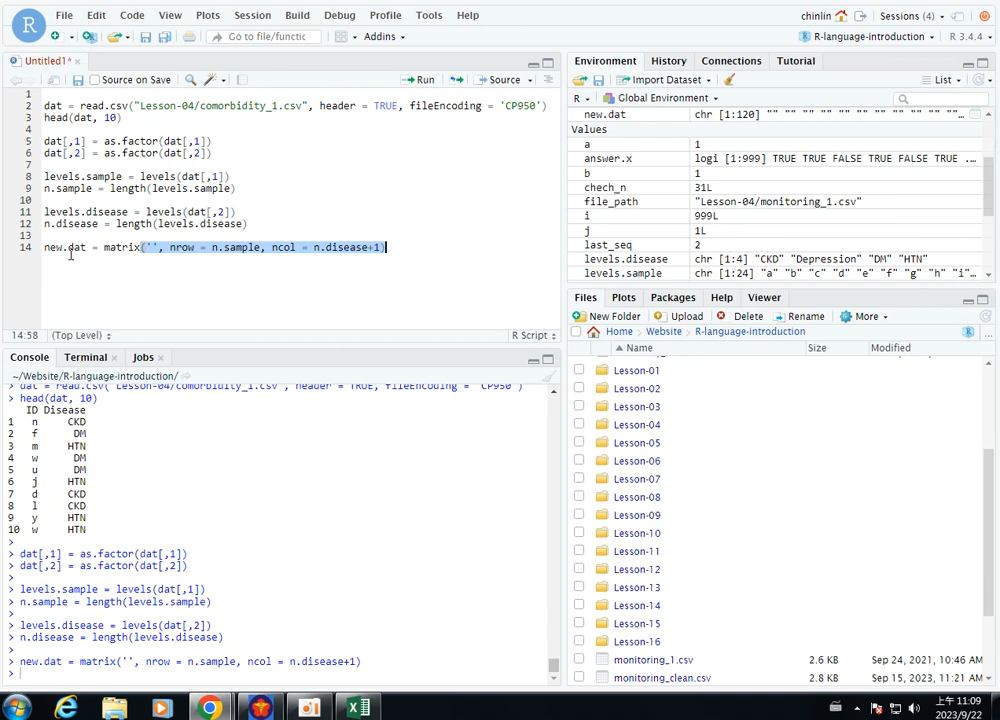 File Edit Code View Plots Session Build Debug Profile Tools Help
chinlin Sessions (4)
Go to file/functic Addins
R-language-introduction R 3.4.4
Untitled1*
Source on Save Run Source
1
2 dat = read.csv("Lesson-04/comorbidity_1.csv", header = TRUE, fileEncoding = 'CP950')
3 head(dat, 10)
4
5 dat[,1] = as.factor(dat[,1])
6 dat[,2] = as.factor(dat[,2])
7
8 levels.sample = levels(dat[,1])
9 n.sample = length(levels.sample)
10
11 levels.disease = levels(dat[,2])
12 n.disease = length(levels.disease)
13
14 new.dat = matrix('', nrow = n.sample, ncol = n.disease+1)
14:58 (Top Level) R Script
Console Terminal Jobs
~/Website/R-language-introduction/
> dat = read.csv("Lesson-04/comorbidity_1.csv", header = TRUE, fileEncoding = 'CP950')
> head(dat, 10)
ID Disease
1 n CKD
2 f DM
3 m HTN
4 w DM
5 u DM
6 j HTN
7 d CKD
8 l CKD
9 y HTN
10 w HTN
>
> dat[,1] = as.factor(dat[,1])
> dat[,2] = as.factor(dat[,2])
>
> levels.sample = levels(dat[,1])
> n.sample = length(levels.sample)
>
> levels.disease = levels(dat[,2])
> n.disease = length(levels.disease)
>
> new.dat = matrix('', nrow = n.sample, ncol = n.disease+1)
>
Environment History Connections Tutorial
Import Dataset List
R Global Environment
new.dat chr [1:120] "" "" "" "" "" "" ""…
Values
a 1
answer.x logi [1:999] TRUE TRUE FALSE TRUE FALSE TRUE ...
b 1
chech_n 31L
file_path "Lesson-04/monitoring_1.csv"
i 999L
j 1L
last_seq 2
levels.disease chr [1:4] "CKD" "Depression" "DM" "HTN"
levels.sample chr [1:24] "a" "b" "c" "d" "e" "f" "g" "h" "i"…
Files Plots Packages Help Viewer
New Folder Upload Delete Rename More
Home Website R-language-introduction
Name Size Modified
Lesson-01
Lesson-02
Lesson-03
Lesson-04
Lesson-05
Lesson-06
Lesson-07
Lesson-08
Lesson-09
Lesson-10
Lesson-11
Lesson-12
Lesson-13
Lesson-14
Lesson-15
Lesson-16
monitoring_1.csv 2.6 KB Sep 24, 2021, 10:46 AM
monitoring_clean.csv 2.6 KB Sep 15, 2023, 11:21 AM
上午 11:09
2023/9/22